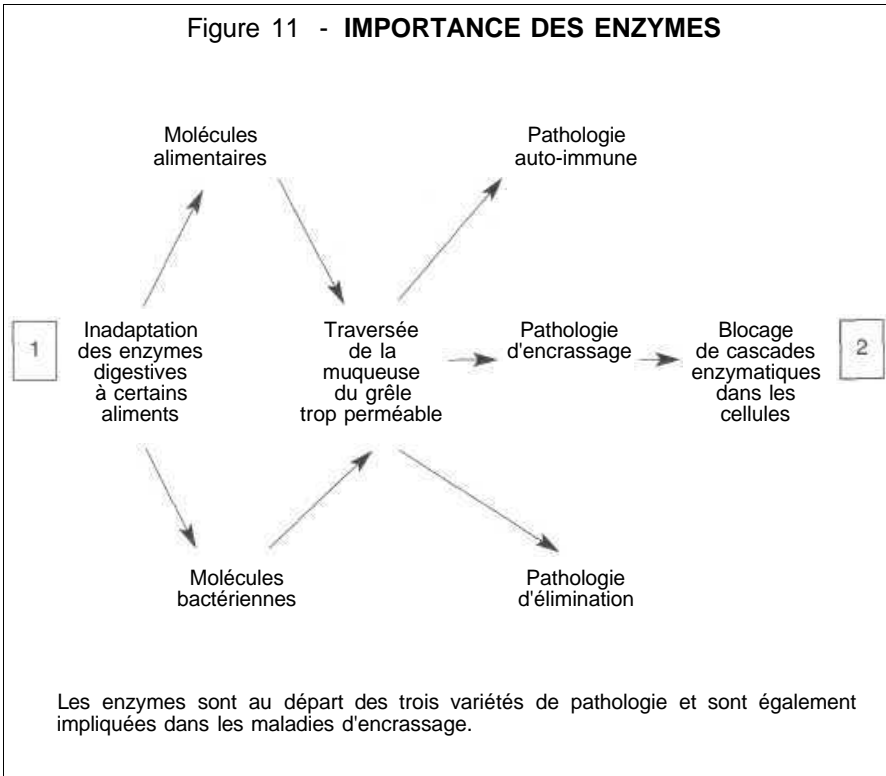 Figure 11 - IMPORTANCE DES ENZYMES
Molécules
alimentaires
Pathologie
auto-immune
1
Inadaptation
des enzymes
digestives
à certains
aliments
Traversée
de la
muqueuse
du grêle
trop perméable
Pathologie
d'encrassage
Blocage
de cascades
enzymatiques
dans les
cellules
2
Molécules
bactériennes
Pathologie
d'élimination
Les enzymes sont au départ des trois variétés de pathologie et sont également
impliquées dans les maladies d'encrassage.